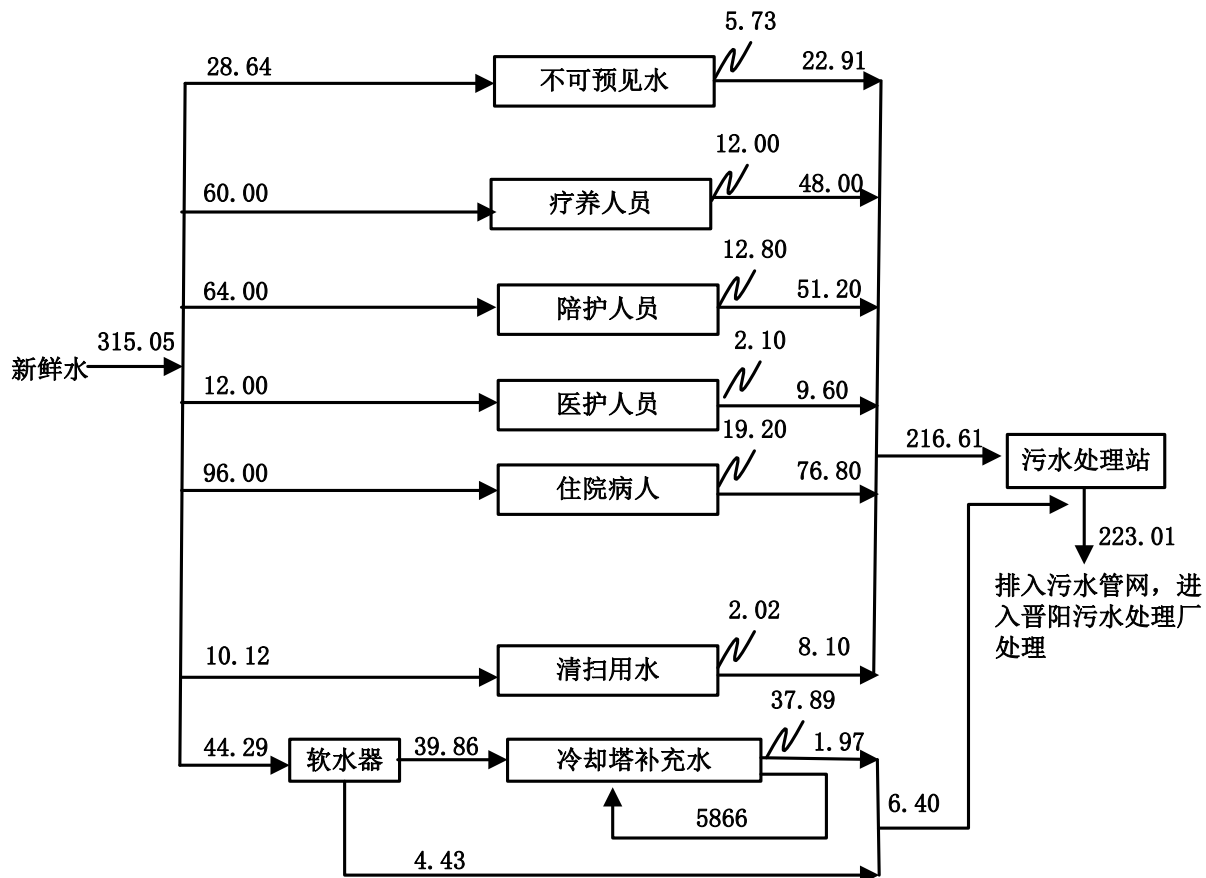 5.73
28.64
不可预见水
22.91
12.00
60.00
疗养人员
48.00
12.80
64.00
陪护人员
51.20
新鲜水
315.05
2.10
12.00
医护人员
9.60
19.20
96.00
住院病人
76.80
216.61
污水处理站
223.01
排入污水管网，进
入晋阳污水处理厂
处理
2.02
10.12
清扫用水
8.10
37.89
44.29
软水器
39.86
冷却塔补充水
1.97
5866
6.40
4.43